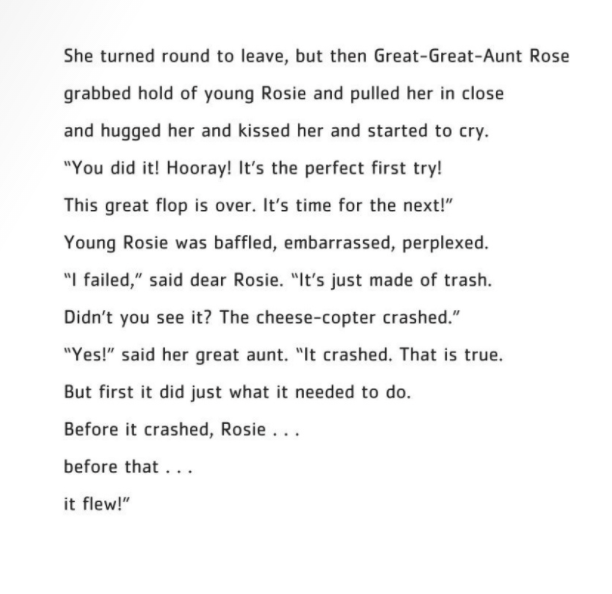 She turned round to leave, but then Great-Great-Aunt Rose
grabbed hold of young Rosie and pulled her in close
and hugged her and kissed her and started to cry.
“You did it! Hooray! It’s the perfect first try!
This great flop is over. It’s time for the next!”
Young Rosie was baffled, embarrassed, perplexed.
“I failed,” said dear Rosie. “It’s just made of trash.
Didn’t you see it? The cheese-copter crashed.”
“Yes!” said her great aunt. “It crashed. That is true.
But first it did just what it needed to do.
Before it crashed, Rosie . . .
before that . . .
it flew!”